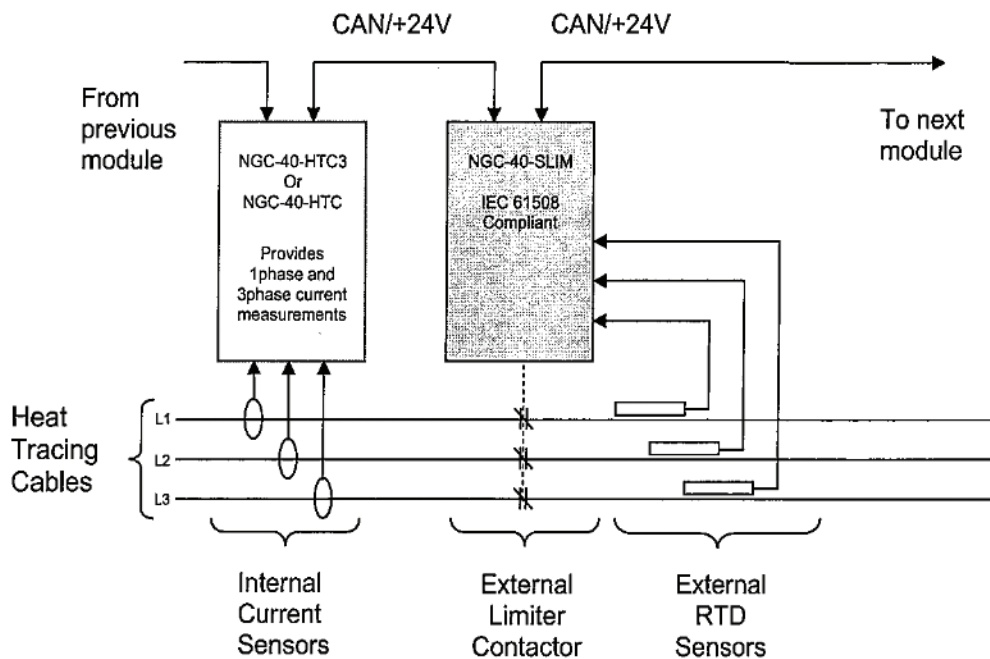 CAN/+24V
CAN/+24V
From
previous
module
To next
module
NGC-40-HTC3
Or
NGC-40-HTC
Provides
1phase and
3phase current
measurements
NGC-40-SLIM
IEC 61508
Compliant
Heat
Tracing
Cables
L1
L2
L3
Internal
Current
Sensors
External
Limiter
Contactor
External
RTD
Sensors